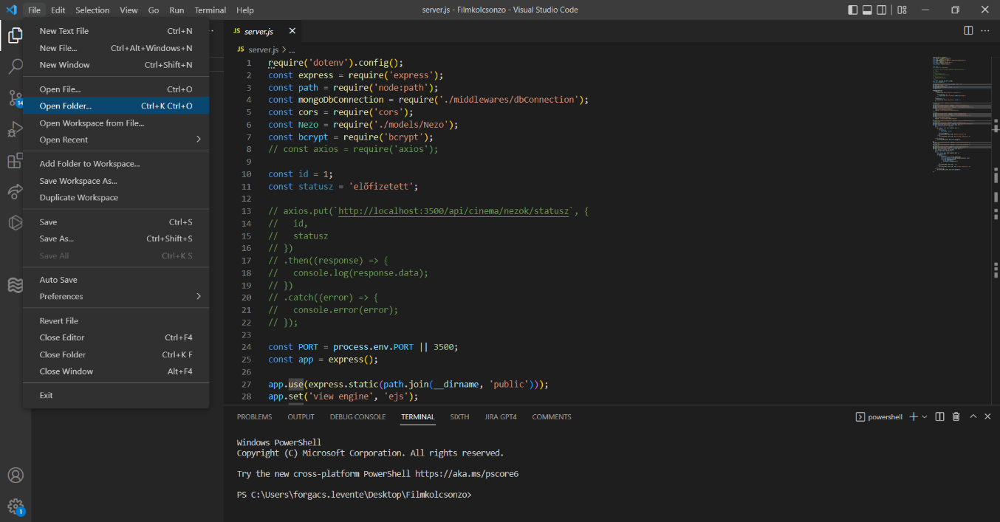 File Edit Selection View Go Run Terminal Help
server.js - Filmkolcsonzo - Visual Studio Code
New Text File Ctrl+N
New File... Ctrl+Alt+Windows+N
New Window Ctrl+Shift+N
Open File... Ctrl+O
Open Folder... Ctrl+K Ctrl+O
Open Workspace from File...
Open Recent
Add Folder to Workspace...
Save Workspace As...
Duplicate Workspace
Save Ctrl+S
Save As... Ctrl+Shift+S
Save All Ctrl+K S
Auto Save
Preferences
Revert File
Close Editor Ctrl+F4
Close Folder Ctrl+K F
Close Window Alt+F4
Exit
14
1
JS server.js
JS server.js > ...
1 require('dotenv').config();
2 const express = require('express');
3 const path = require('node:path');
4 const mongoDbConnection = require('./middlewares/dbConnection');
5 const cors = require('cors');
6 const Nezo = require('./models/Nezo');
7 const bcrypt = require('bcrypt');
8 // const axios = require('axios');
9
10 const id = 1;
11 const statusz = 'előfizetett';
12
13 // axios.put(`http://localhost:3500/api/cinema/nezok/statusz`, {
14 //   id,
15 //   statusz
16 // })
17 // .then((response) => {
18 //   console.log(response.data);
19 // })
20 // .catch((error) => {
21 //   console.error(error);
22 // });
23
24 const PORT = process.env.PORT || 3500;
25 const app = express();
26
27 app.use(express.static(path.join(__dirname, 'public')));
28 app.set('view engine', 'ejs');
PROBLEMS OUTPUT DEBUG CONSOLE TERMINAL SIXTH JIRA GPT4 COMMENTS
powershell
Windows PowerShell
Copyright (C) Microsoft Corporation. All rights reserved.
Try the new cross-platform PowerShell https://aka.ms/pscore6
PS C:\Users\forgacs.levente\Desktop\Filmkolcsonzo>